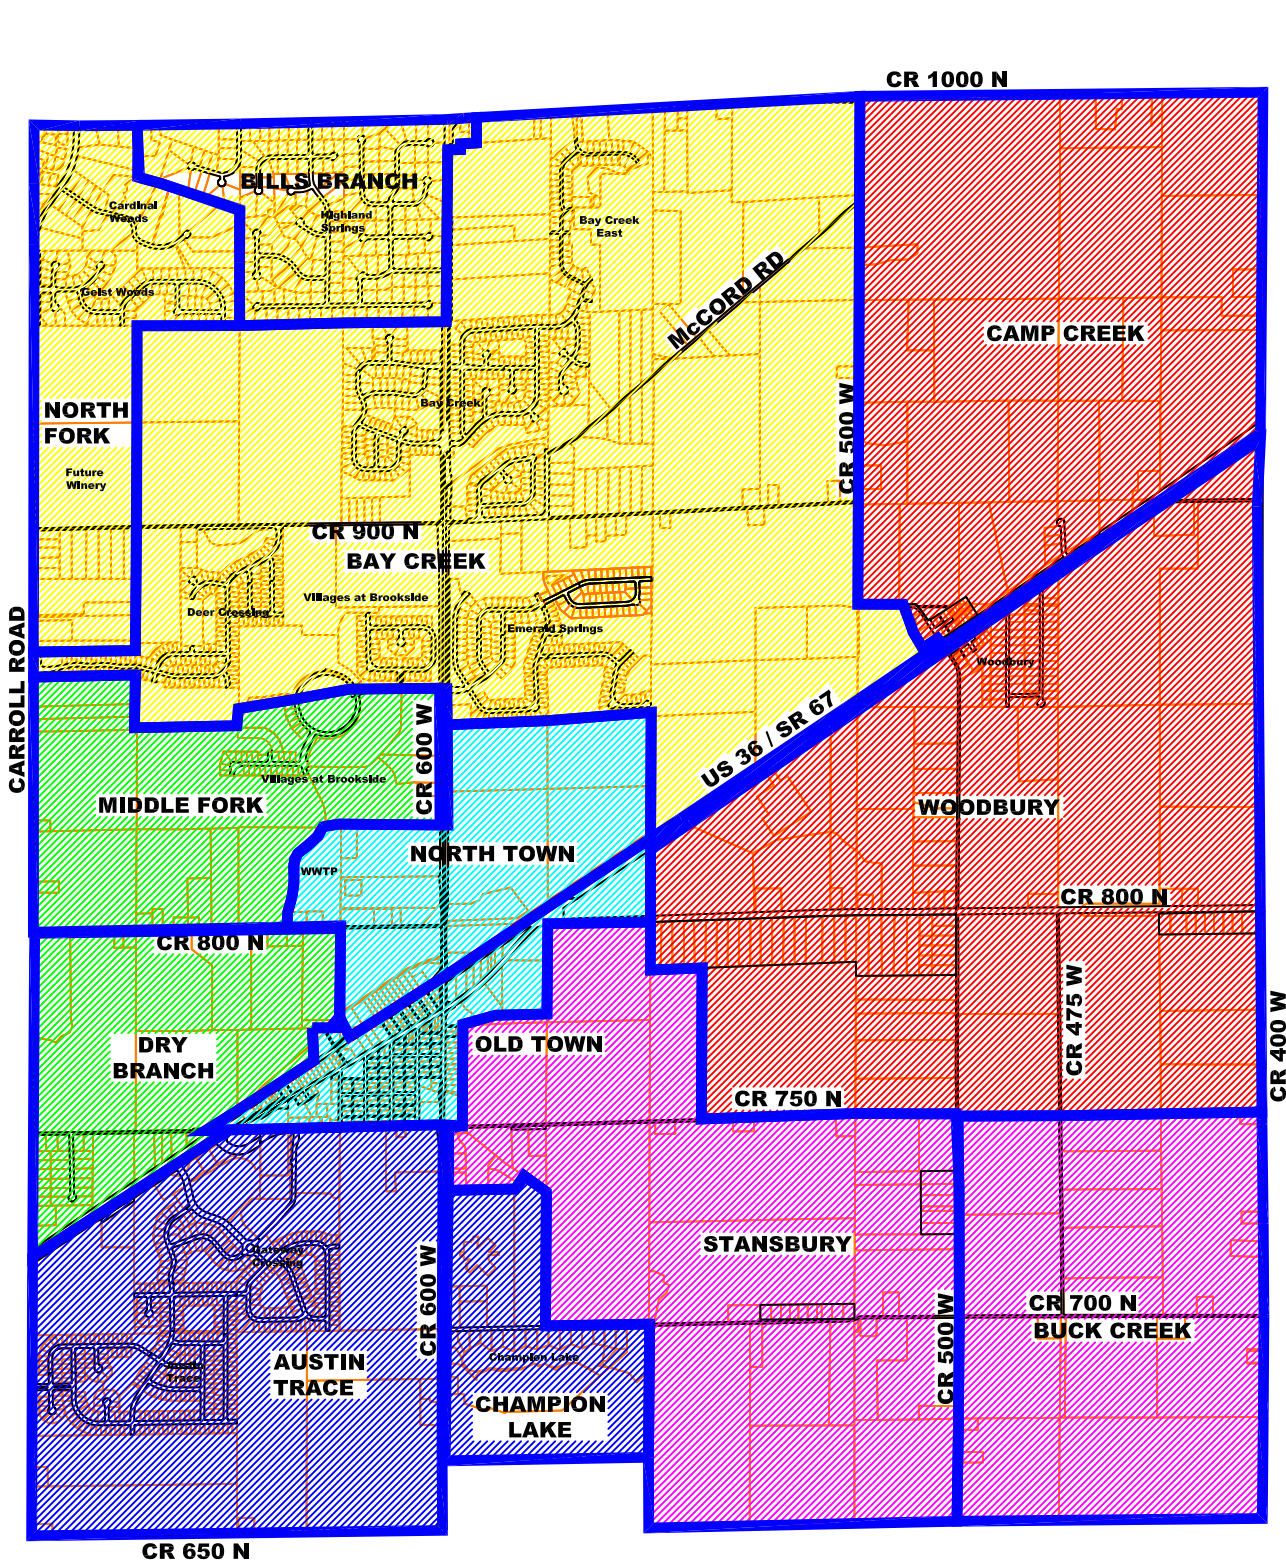 CR 1000 N
BILLS BRANCH
Cardinal
Woods
Highland
Springs
Bay Creek
East
McCORD RD
Geist Woods
CAMP CREEK
NORTH
FORK
Bay Creek
CR 500 W
Future
Winery
CR 900 N
BAY CREEK
Villages at Brookside
Deer Crossing
Emerald Springs
CARROLL ROAD
Woodbury
US 36 / SR 67
CR 600 W
Villages at Brookside
MIDDLE FORK
WOODBURY
NORTH TOWN
WWTP
CR 800 N
CR 800 N
CR 475 W
CR 400 W
DRY
BRANCH
OLD TOWN
CR 750 N
STANSBURY
Gateway
Crossing
CR 600 W
CR 700 N
BUCK CREEK
CR 500 W
Champion Lake
AUSTIN
TRACE
Austin
Trace
CHAMPION
LAKE
CR 650 N